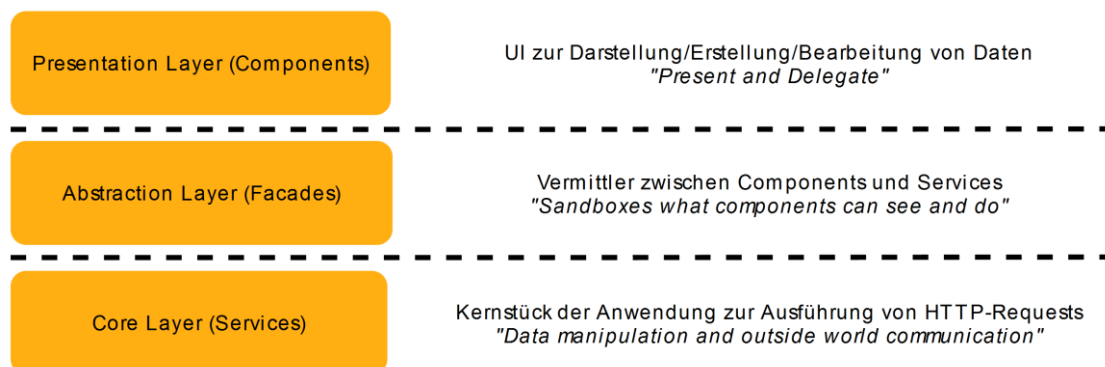 Presentation Layer (Components)
UI zur Darstellung/Erstellung/Bearbeitung von Daten
"Present and Delegate"
Abstraction Layer (Facades)
Vermittler zwischen Components und Services
"Sandboxes what components can see and do"
Core Layer (Services)
Kernstück der Anwendung zur Ausführung von HTTP-Requests
"Data manipulation and outside world communication"